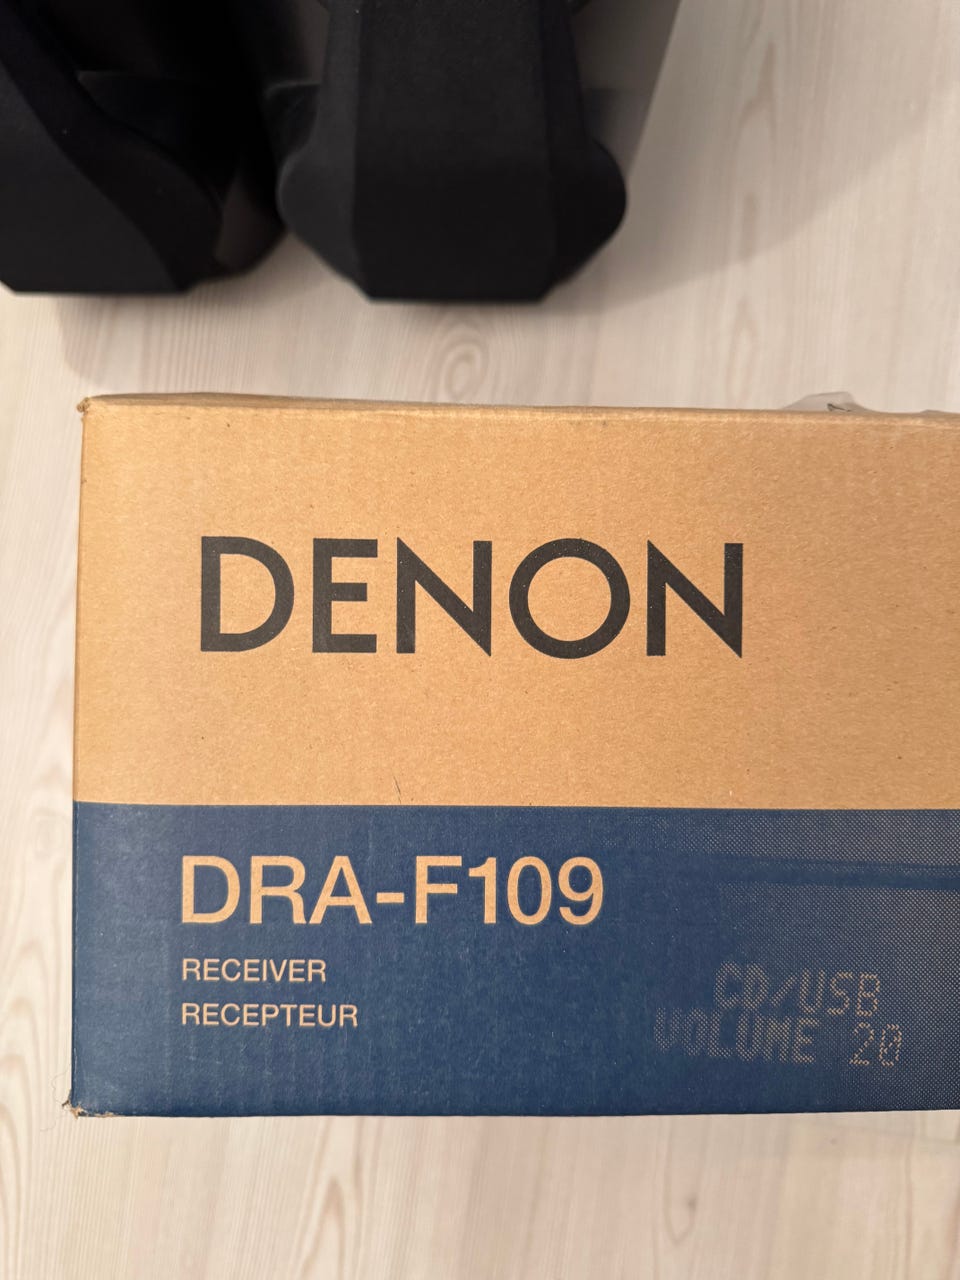 DENON
DRA-F109
RECEIVER
RECEPTEUR
CD/USB
VOLUME 20